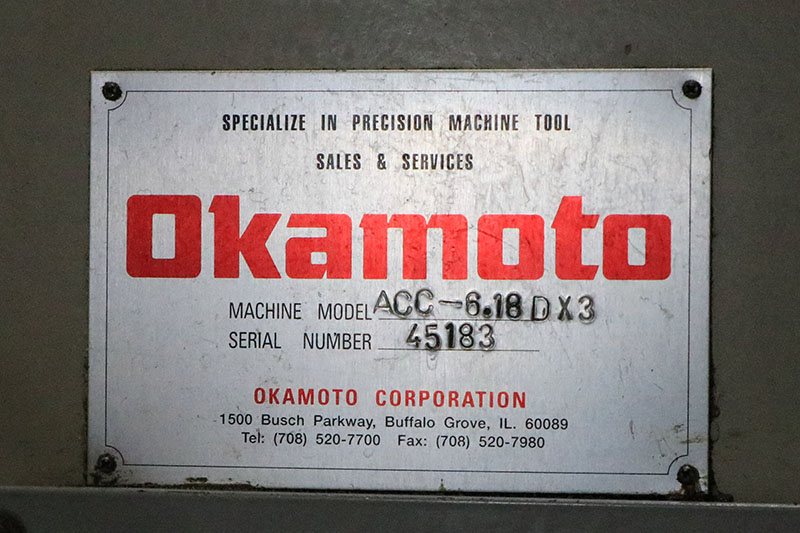 SPECIALIZE IN PRECISION MACHINE TOOL
SALES & SERVICES
Okamoto
MACHINE MODEL ACC-6.18DX3
SERIAL NUMBER 45183
OKAMOTO CORPORATION
1500 Busch Parkway, Buffalo Grove, IL. 60089
Tel: (708) 520-7700 Fax: (708) 520-7980